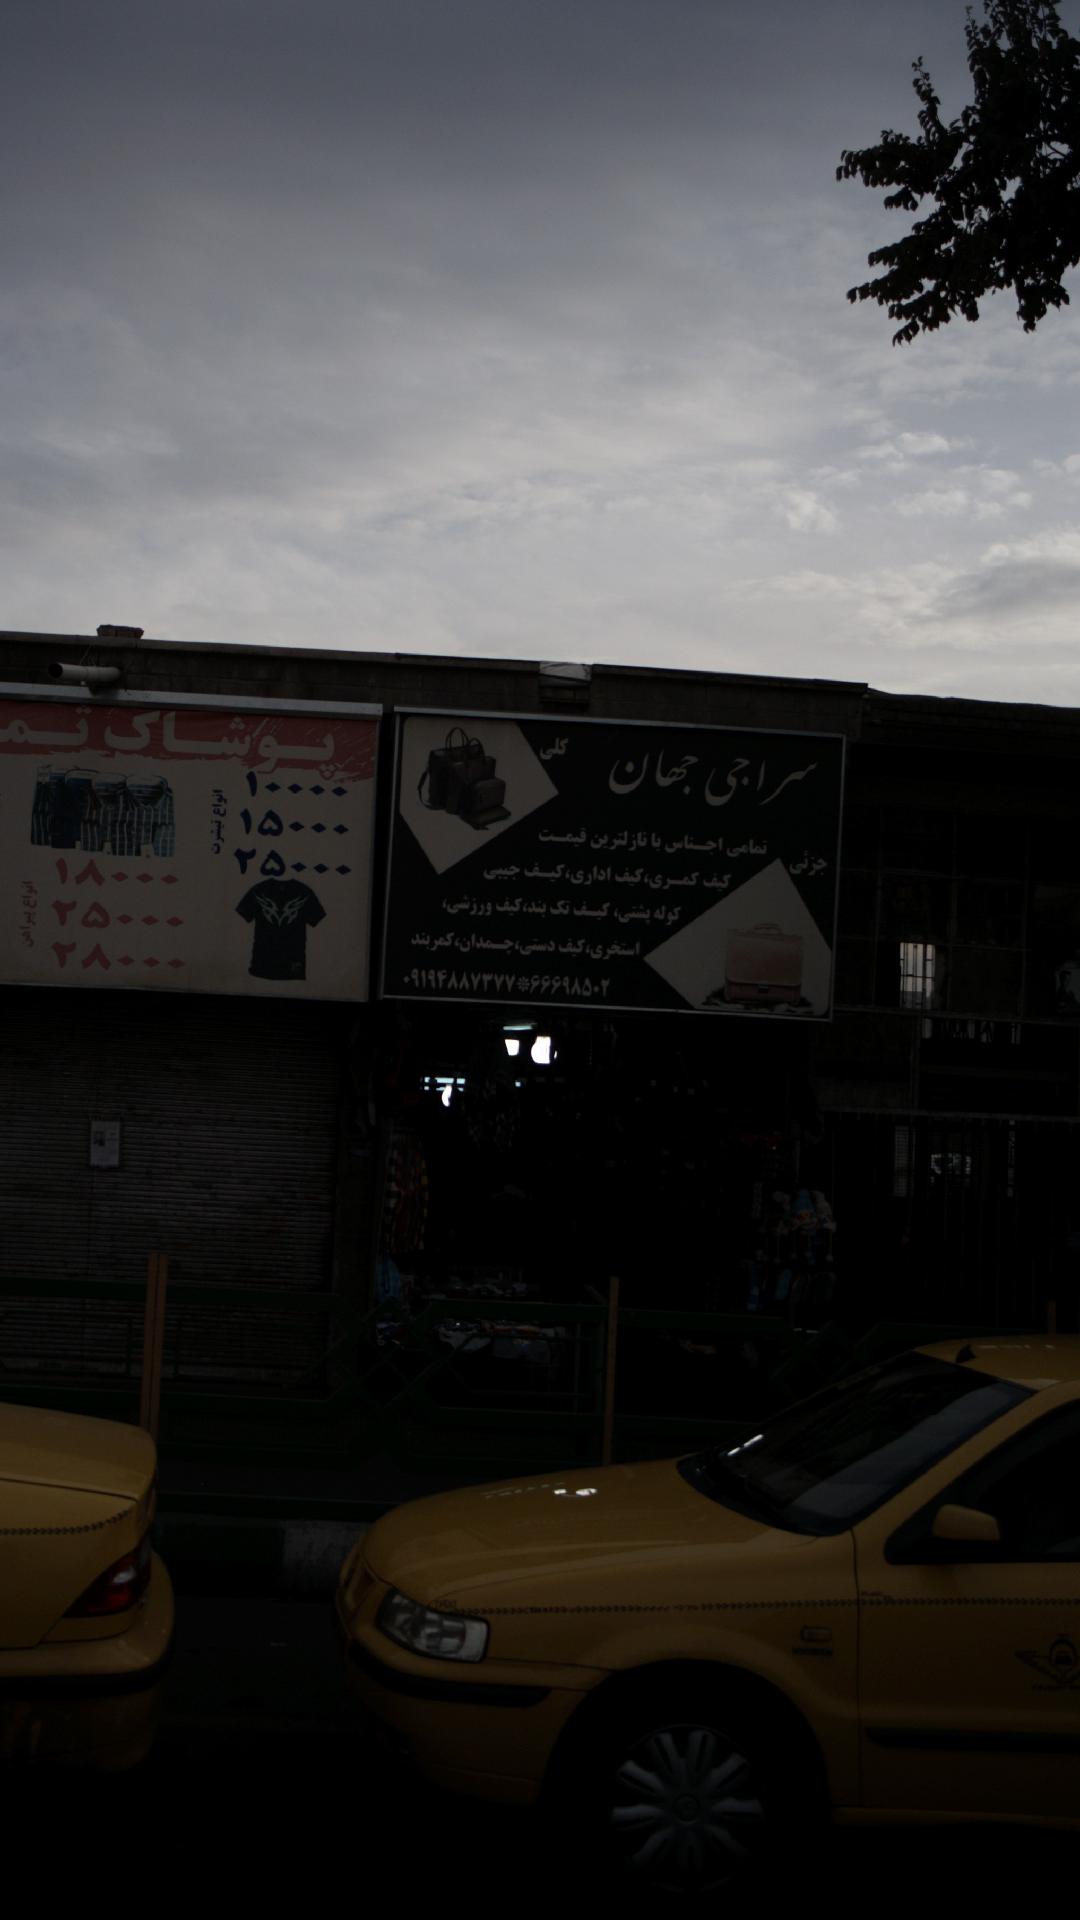 پوشاک تمـ
۱۰۰۰۰
۱۵۰۰۰
۲۵۰۰۰
انواع تیشرت
۱۸۰۰۰
۲۵۰۰۰
۲۸۰۰۰
انواع پیراهن
سراجی جهان
کلی
جزئی
تمامی اجناس با نازلترین قیمت
کیف کمری،کیف اداری،کیف جیبی
کوله پشتی، کیف تک بند،کیف ورزشی،
استخری،کیف دستی،چمدان،کمربند
۰۹۱۹۴۸۸۷۳۷۷*۶۶۶۹۸۵۰۲
TAXI